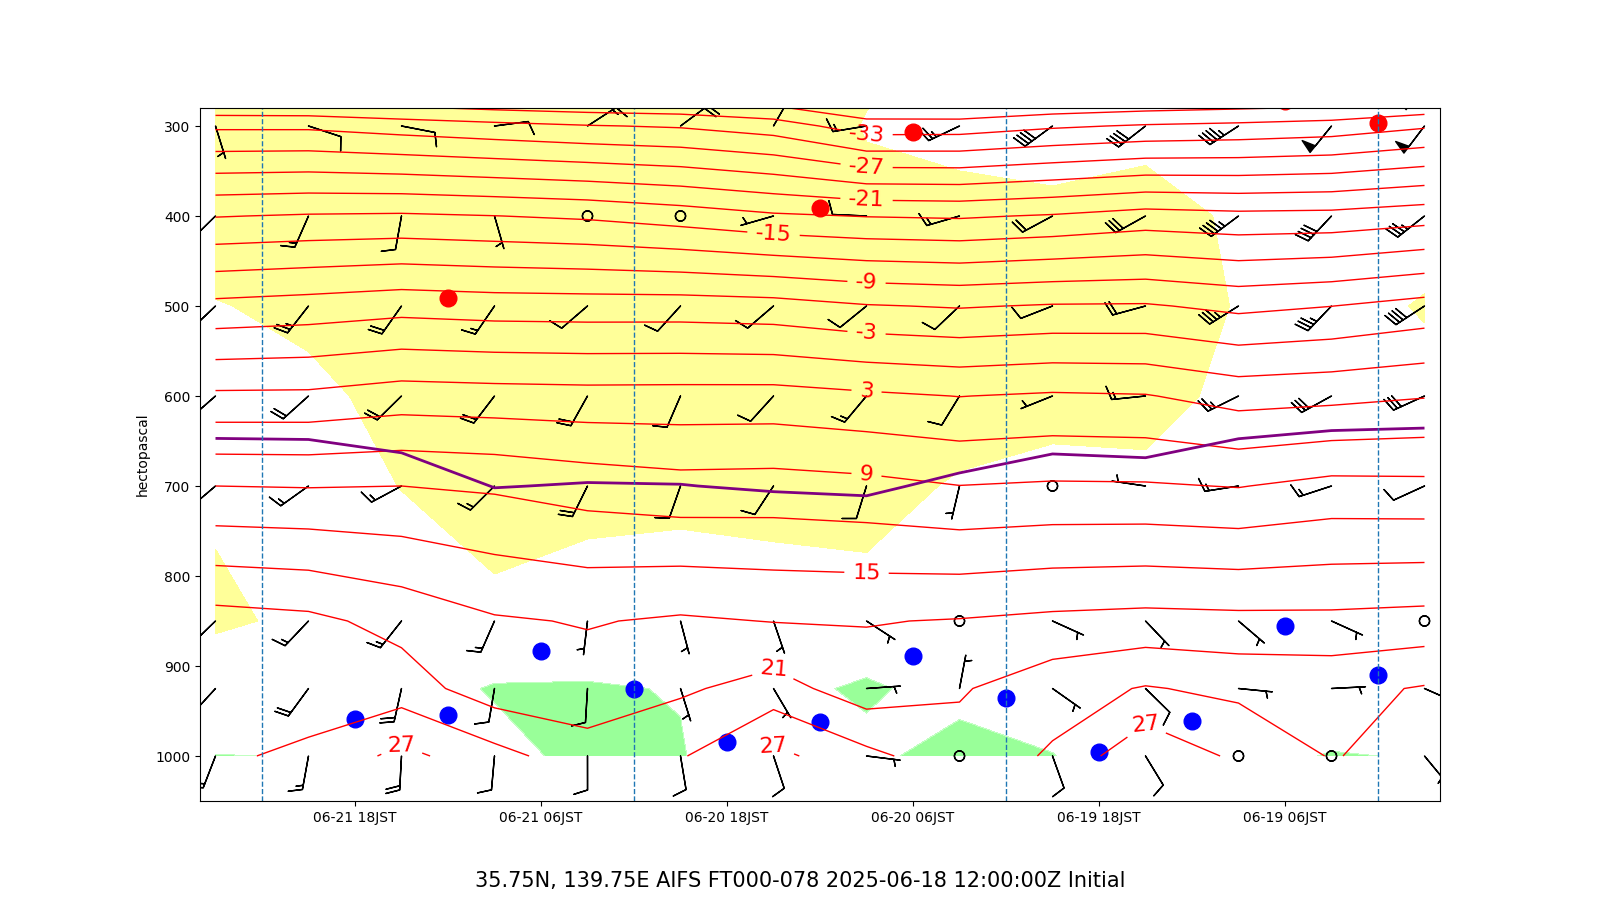 300
400
500
600
700
800
900
1000
hectopascal
-33
-27
-21
-15
-9
-3
3
9
15
21
27
27
27
06-21 18JST
06-21 06JST
06-20 18JST
06-20 06JST
06-19 18JST
06-19 06JST
35.75N, 139.75E AIFS FT000-078 2025-06-18 12:00:00Z Initial